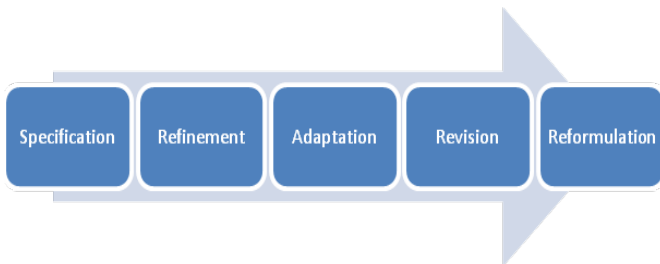 Specification
Refinement
Adaptation
Revision
Reformulation